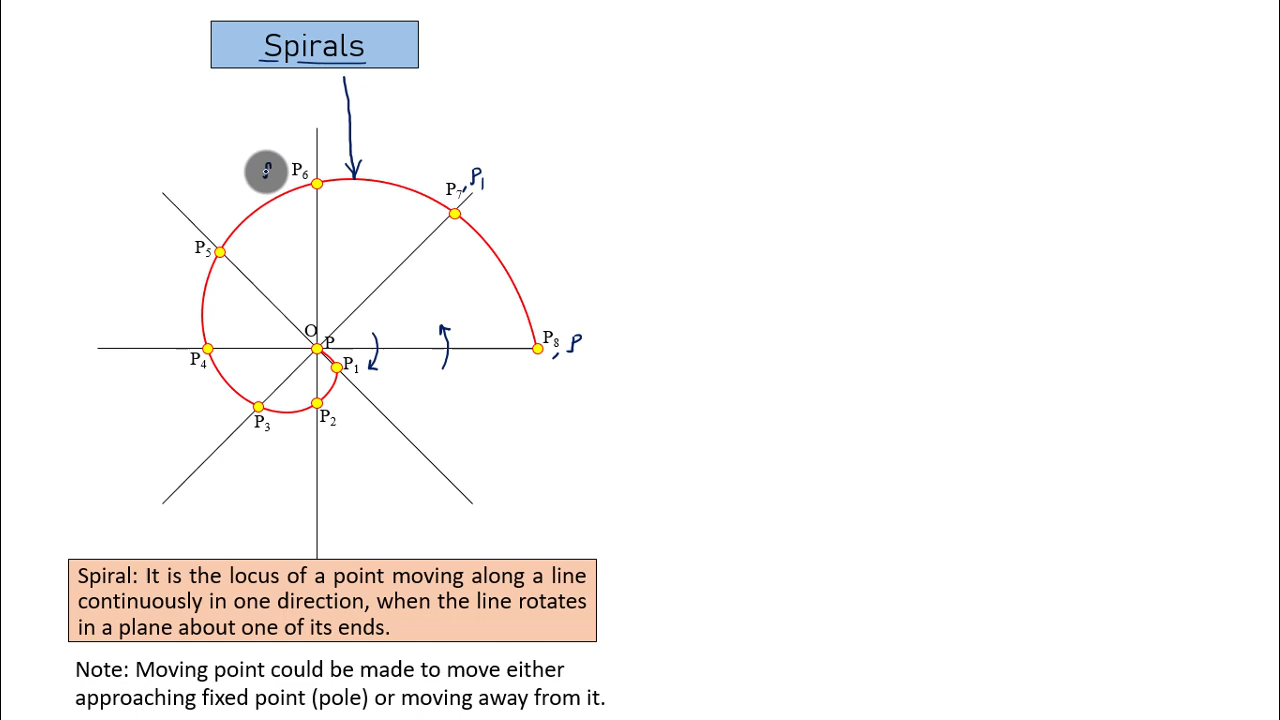 Spirals
P₆
P₇, P₁
P₅
O
P
P₈, P
P₄
P₁
P₃
P₂
Spiral: It is the locus of a point moving along a line
continuously in one direction, when the line rotates
in a plane about one of its ends.
Note: Moving point could be made to move either
approaching fixed point (pole) or moving away from it.